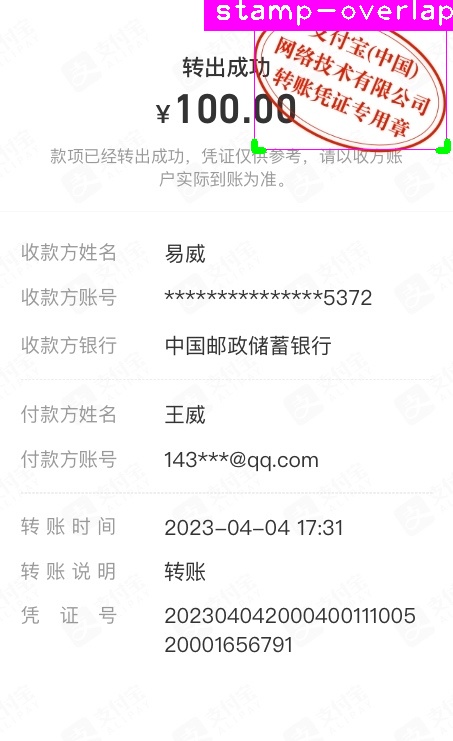 stamp-overlap
支付宝(中国)
网络技术有限公司
转账凭证专用章
转出成功
¥100.00
款项已经转出成功，凭证仅供参考，请以收方账
户实际到账为准。
收款方姓名 易威
收款方账号 ***************5372
收款方银行 中国邮政储蓄银行
付款方姓名 王威
付款方账号 143***@qq.com
转账时间 2023-04-04 17:31
转账说明 转账
凭证号 202304042000400111005
20001656791